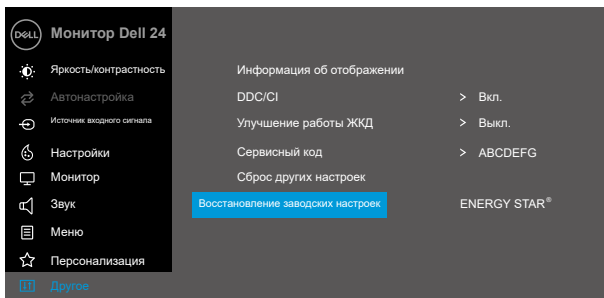 DELL Монитор Dell 24
Яркость/контрастность
Автонастройка
Источник входного сигнала
Настройки
Монитор
Звук
Меню
Персонализация
Другое
Информация об отображении
DDC/CI > Вкл.
Улучшение работы ЖКД > Выкл.
Сервисный код > ABCDEFG
Сброс других настроек
Восстановление заводских настроек ENERGY STAR®